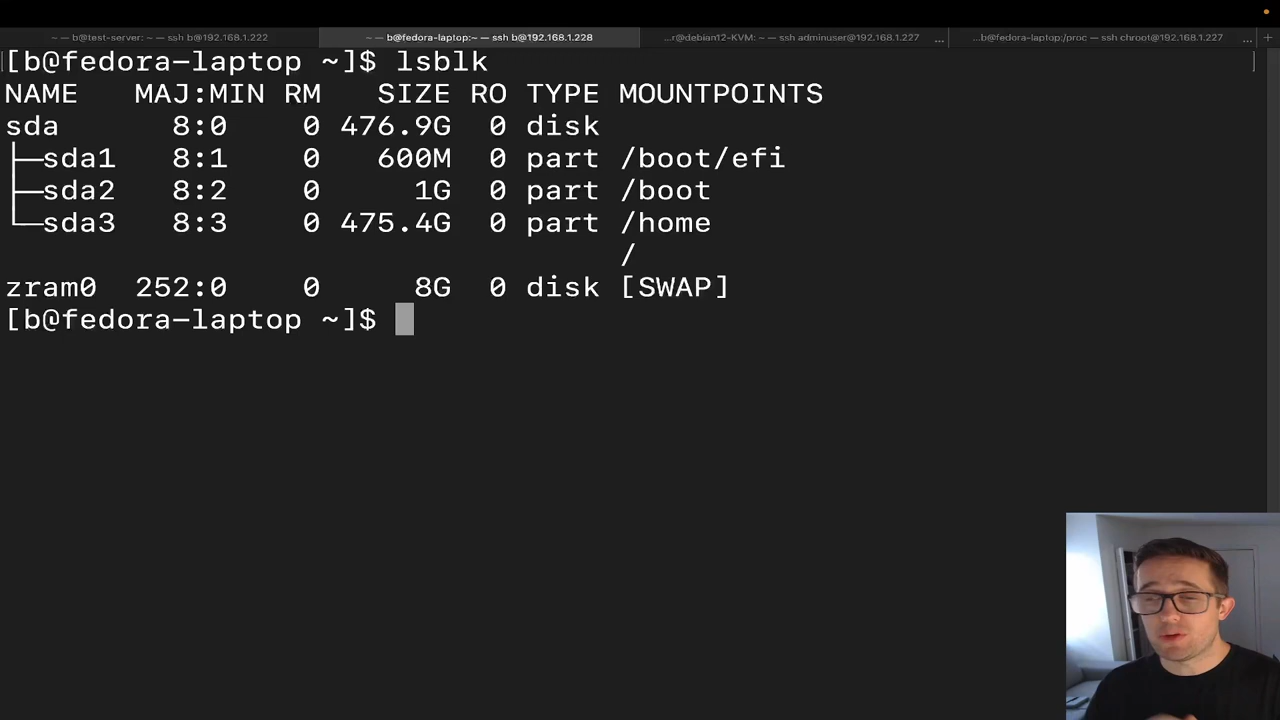 ~ — b@test-server: ~ — ssh b@192.168.1.222
~ — b@fedora-laptop:~ — ssh b@192.168.1.228
...r@debian12-KVM: ~ — ssh adminuser@192.168.1.227 ...
...b@fedora-laptop:/proc — ssh chroot@192.168.1.227 ... +
[b@fedora-laptop ~]$ lsblk
NAME   MAJ:MIN RM   SIZE RO TYPE MOUNTPOINTS
sda      8:0    0 476.9G  0 disk
├─sda1   8:1    0   600M  0 part /boot/efi
├─sda2   8:2    0     1G  0 part /boot
└─sda3   8:3    0 475.4G  0 part /home
/
zram0  252:0    0     8G  0 disk [SWAP]
[b@fedora-laptop ~]$